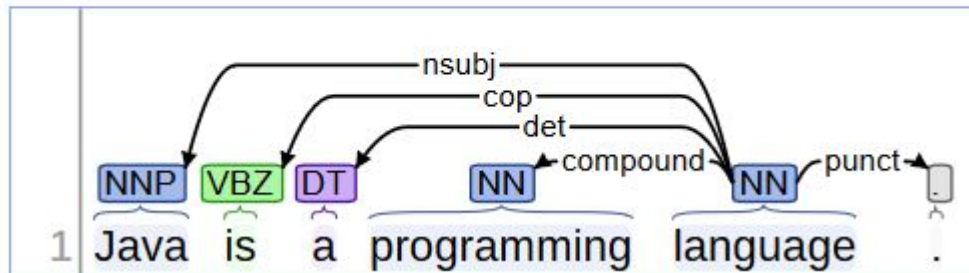 nsubj
cop
det
compound punct
NNP VBZ DT NN NN .
1 Java is a programming language .